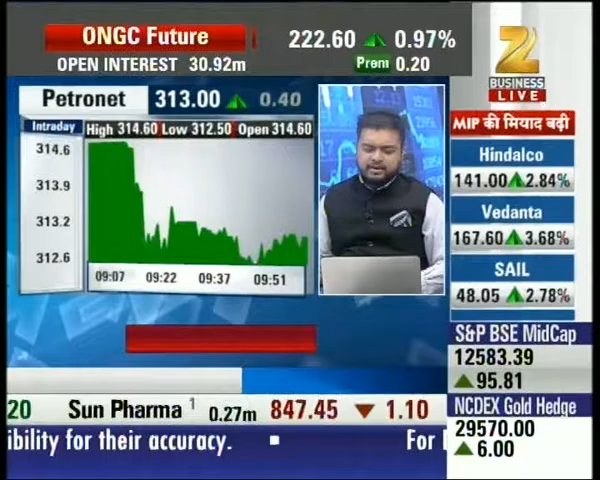 ONGC Future
222.60 0.97%
OPEN INTEREST 30.92m
Prem 0.20
Z
BUSINESS
LIVE
Petronet 313.00 0.40
Intraday High 314.60 Low 312.50 Open 314.60
314.6
313.9
313.2
312.6
09:07 09:22 09:37 09:51
MIP की मियाद बढ़ी
Hindalco
141.00 2.84%
Vedanta
167.60 3.68%
SAIL
48.05 2.78%
S&P BSE MidCap
12583.39
95.81
NCDEX Gold Hedge
29570.00
6.00
20 Sun Pharma 1 0.27m 847.45 1.10
ibility for their accuracy. ■ For